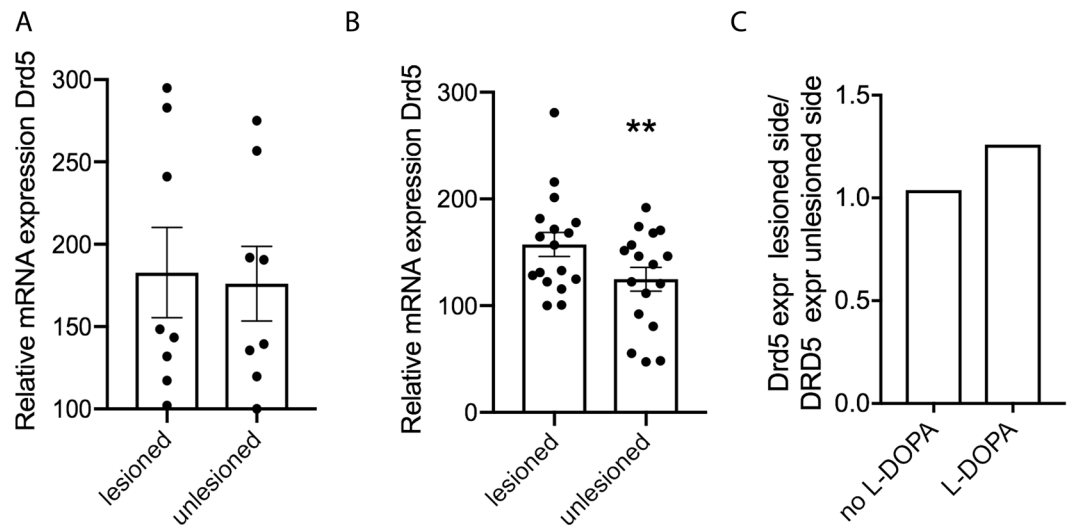 A
Relative mRNA expression Drd5
300
250
200
150
100
lesioned
unlesioned
B
Relative mRNA expression Drd5
300
200
100
0
**
lesioned
unlesioned
C
Drd5 expr lesioned side/
DRD5 expr unlesioned side
1.5
1.0
0.5
0.0
no L-DOPA
L-DOPA